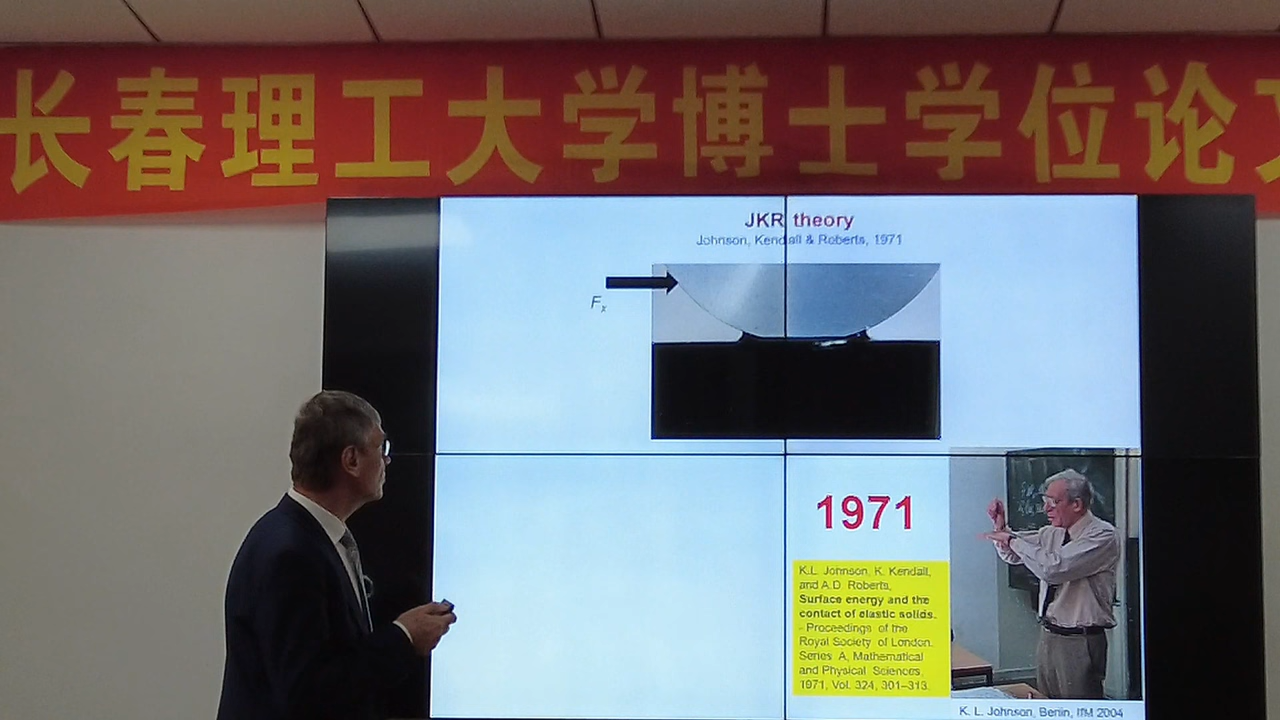 长春理工大学博士学位论
JKR theory
Johnson, Kendall & Roberts, 1971
Fx
1971
K.L. Johnson, K. Kendall,
and A.D. Roberts,
Surface energy and the
contact of elastic solids.
- Proceedings of the
Royal Society of London.
Series A, Mathematical
and Physical Sciences,
1971, Vol. 324, 301–313.
K. L. Johnson, Berlin, IfM 2004